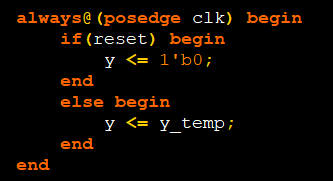 always@(posedge clk) begin
    if(reset) begin
        y <= 1'b0;
    end
    else begin
        y <= y_temp;
    end
end